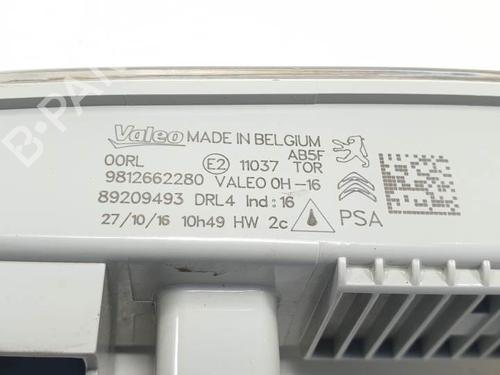 Valeo MADE IN BELGIUM
AB5F
00RL E2 11037 TOR
9812662280 VALEO 0H-16
89209493 DRL4 Ind:16
27/10/16 10h49 HW 2c PSA
B-PARTS